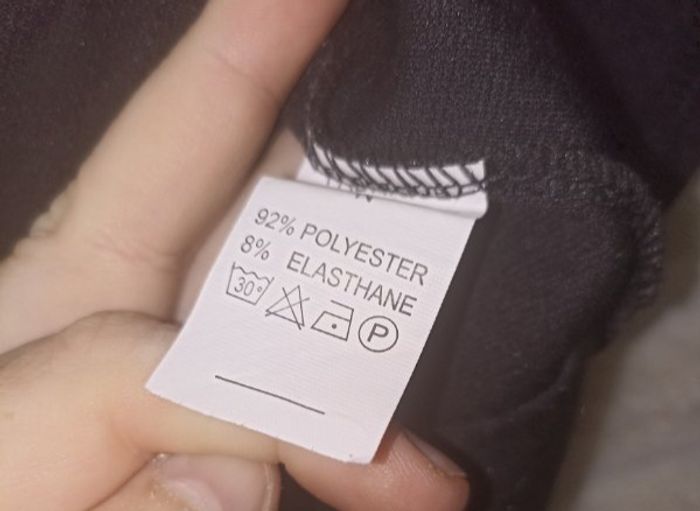 92% POLYESTER
8% ELASTHANE
30° P